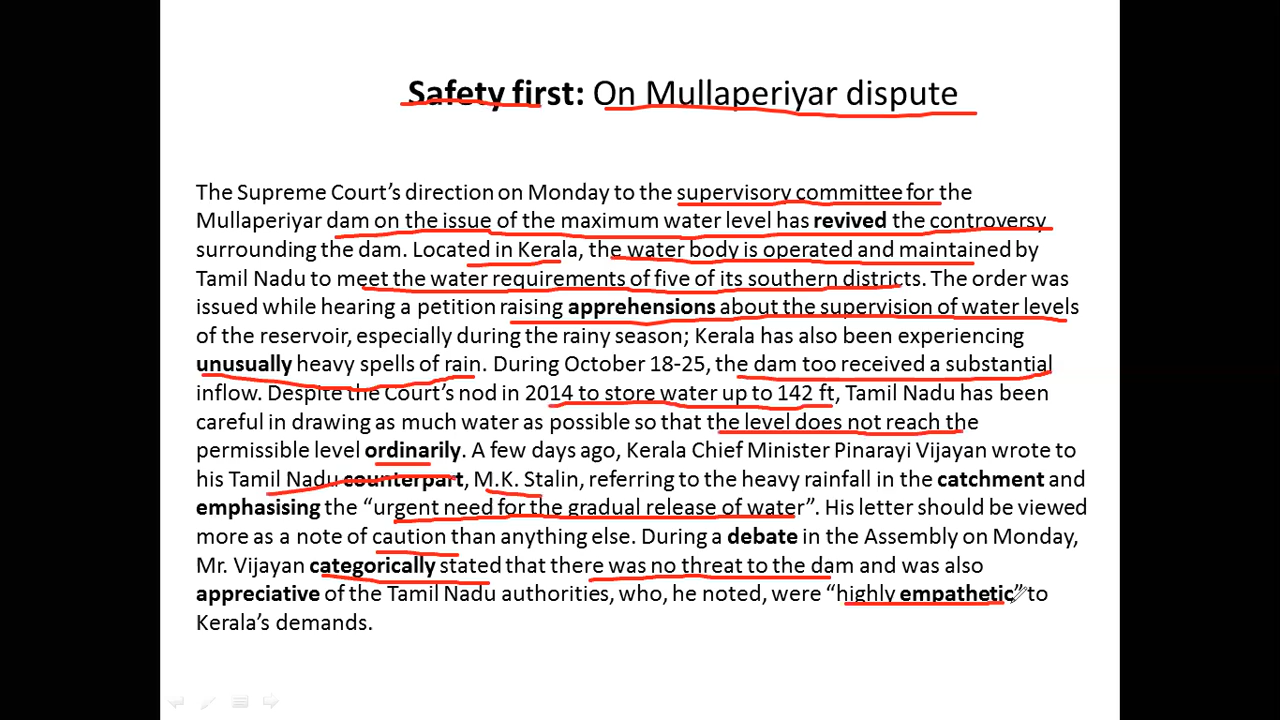 Safety first: On Mullaperiyar dispute
The Supreme Court’s direction on Monday to the supervisory committee for the
Mullaperiyar dam on the issue of the maximum water level has revived the controversy
surrounding the dam. Located in Kerala, the water body is operated and maintained by
Tamil Nadu to meet the water requirements of five of its southern districts. The order was
issued while hearing a petition raising apprehensions about the supervision of water levels
of the reservoir, especially during the rainy season; Kerala has also been experiencing
unusually heavy spells of rain. During October 18-25, the dam too received a substantial
inflow. Despite the Court’s nod in 2014 to store water up to 142 ft, Tamil Nadu has been
careful in drawing as much water as possible so that the level does not reach the
permissible level ordinarily. A few days ago, Kerala Chief Minister Pinarayi Vijayan wrote to
his Tamil Nadu counterpart, M.K. Stalin, referring to the heavy rainfall in the catchment and
emphasising the “urgent need for the gradual release of water”. His letter should be viewed
more as a note of caution than anything else. During a debate in the Assembly on Monday,
Mr. Vijayan categorically stated that there was no threat to the dam and was also
appreciative of the Tamil Nadu authorities, who, he noted, were “highly empathetic” to
Kerala’s demands.